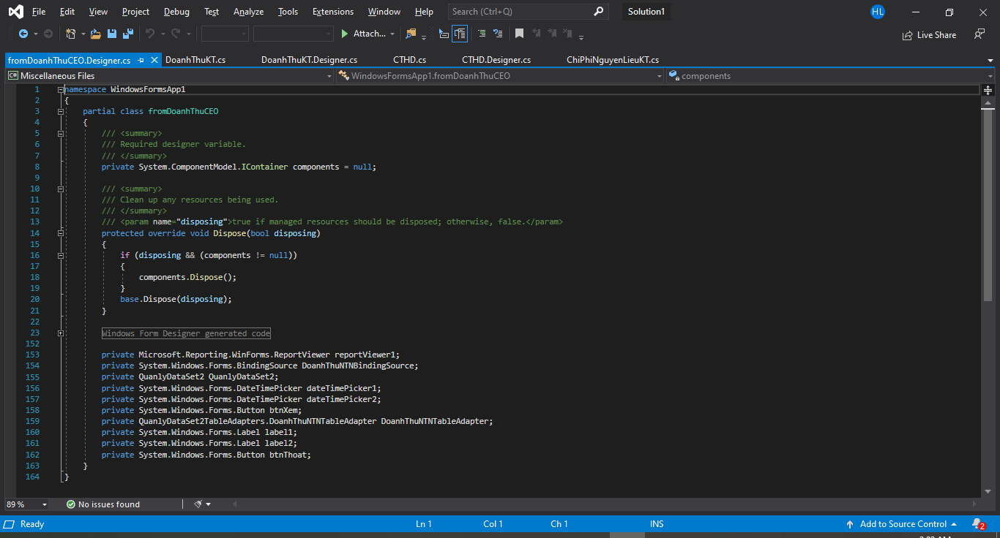 File Edit View Project Debug Test Analyze Tools Extensions Window Help Search (Ctrl+Q) Solution1 HL
Attach... Live Share
fromDoanhThuCEO.Designer.cs DoanhThuKT.cs DoanhThuKT.Designer.cs CTHD.cs CTHD.Designer.cs ChiPhiNguyenLieuKT.cs
C# Miscellaneous Files WindowsFormsApp1.fromDoanhThuCEO components
1 namespace WindowsFormsApp1
2 {
3 partial class fromDoanhThuCEO
4 {
5 /// <summary>
6 /// Required designer variable.
7 /// </summary>
8 private System.ComponentModel.IContainer components = null;
9
10 /// <summary>
11 /// Clean up any resources being used.
12 /// </summary>
13 /// <param name="disposing">true if managed resources should be disposed; otherwise, false.</param>
14 protected override void Dispose(bool disposing)
15 {
16 if (disposing && (components != null))
17 {
18 components.Dispose();
19 }
20 base.Dispose(disposing);
21 }
22
23 Windows Form Designer generated code
152
153 private Microsoft.Reporting.WinForms.ReportViewer reportViewer1;
154 private System.Windows.Forms.BindingSource DoanhThuNTNBindingSource;
155 private QuanlyDataSet2 QuanlyDataSet2;
156 private System.Windows.Forms.DateTimePicker dateTimePicker1;
157 private System.Windows.Forms.DateTimePicker dateTimePicker2;
158 private System.Windows.Forms.Button btnXem;
159 private QuanlyDataSet2TableAdapters.DoanhThuNTNTableAdapter DoanhThuNTNTableAdapter;
160 private System.Windows.Forms.Label label1;
161 private System.Windows.Forms.Label label2;
162 private System.Windows.Forms.Button btnThoat;
163 }
164 }
89 % No issues found
Ready Ln 1 Col 1 Ch 1 INS Add to Source Control 2